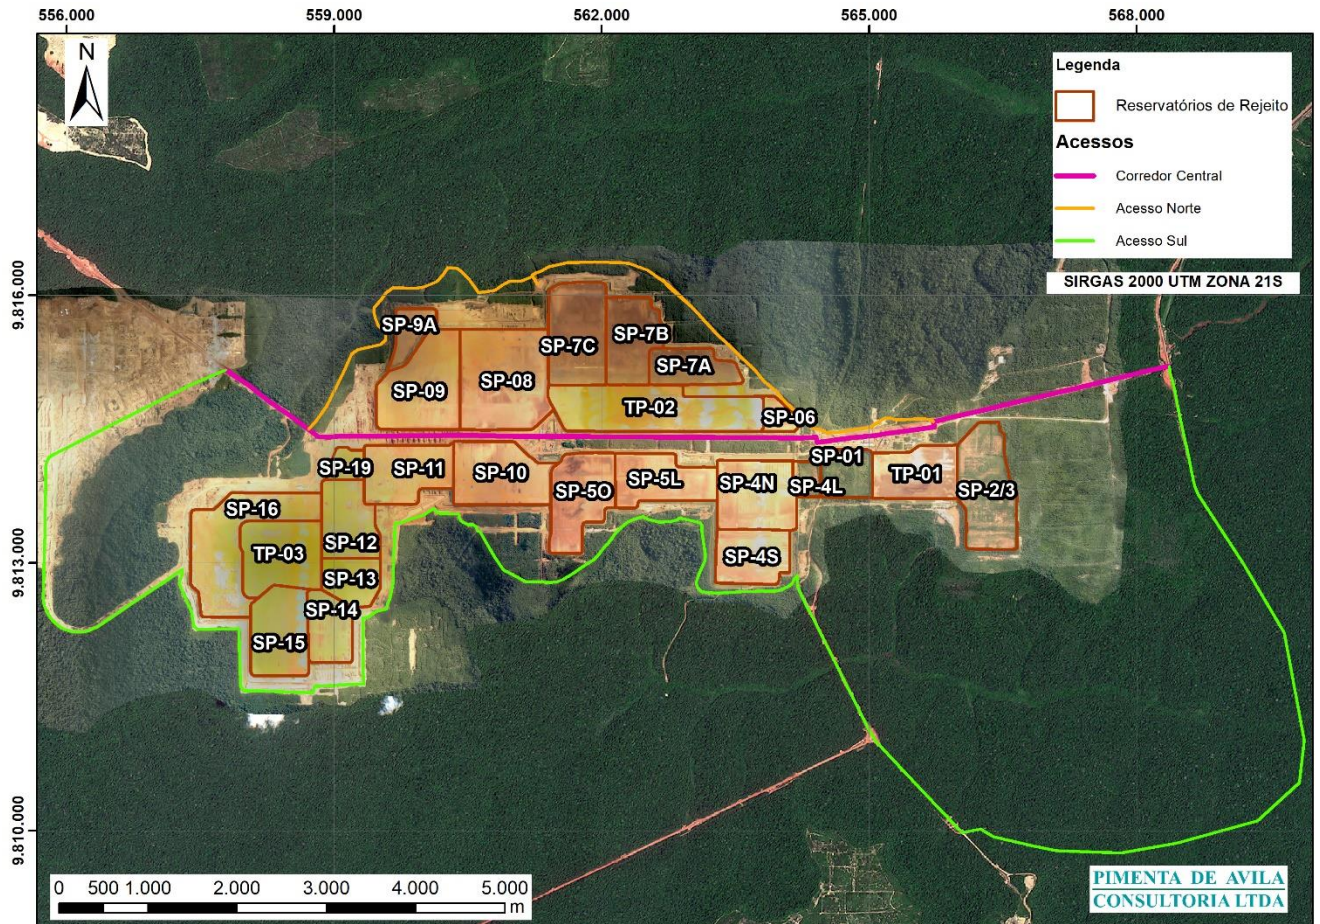 556.000 559.000 562.000 565.000 568.000
N
Legenda
Reservatórios de Rejeito
Acessos
Corredor Central
Acesso Norte
Acesso Sul
SIRGAS 2000 UTM ZONA 21S
9.816.000
SP-9A
SP-7C
SP-7B
SP-7A
SP-09
SP-08
TP-02
SP-06
SP-01
SP-19
SP-11
SP-10
SP-5O
SP-5L
SP-4N
SP-4L
TP-01
SP-2/3
SP-16
TP-03
SP-12
SP-13
SP-4S
9.813.000
SP-14
SP-15
9.810.000
0 500 1.000 2.000 3.000 4.000 5.000
m
PIMENTA DE AVILA
CONSULTORIA LTDA